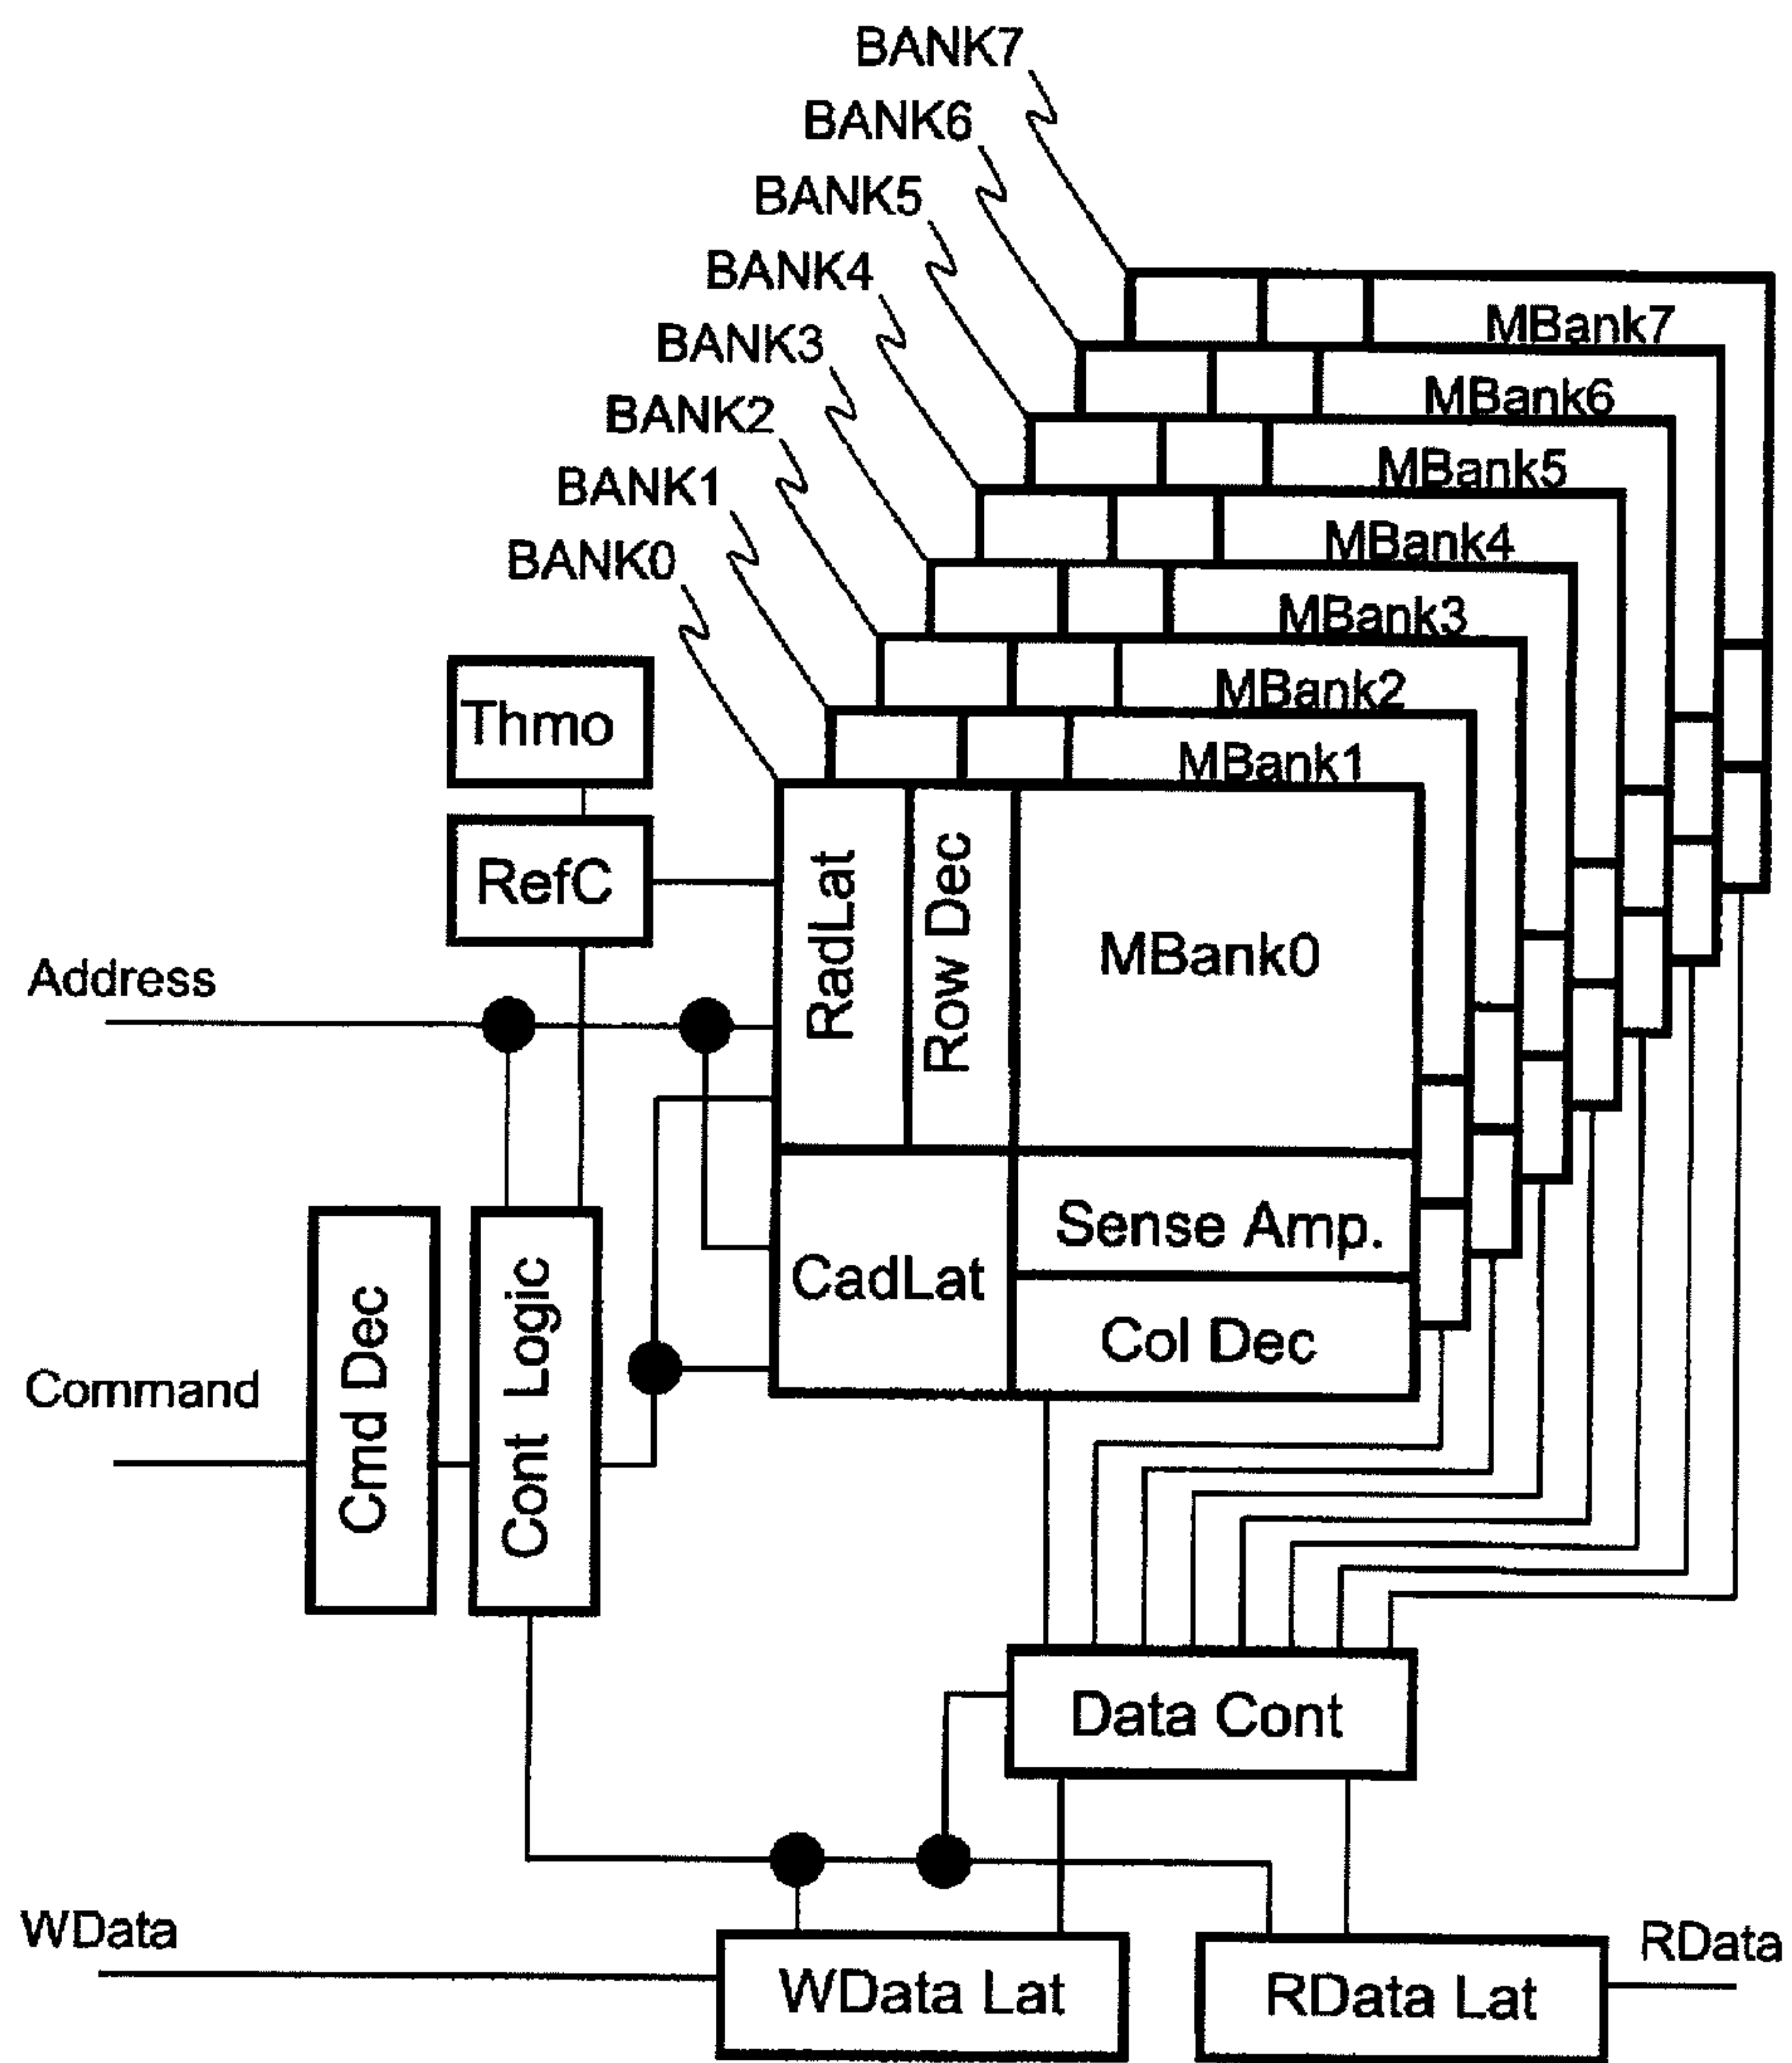 BANK7
BANK6
BANK5
BANK4
BANK3
BANK2
BANK1
BANK0
MBank7
MBank6
MBank5
MBank4
MBank3
MBank2
MBank1
Thmo
RefC
RadLat
Row Dec
MBank0
Address
Sense Amp.
CadLat
Col Dec
Command
Cmd Dec
Cont Logic
Data Cont
WData
WData Lat
RData Lat
RData